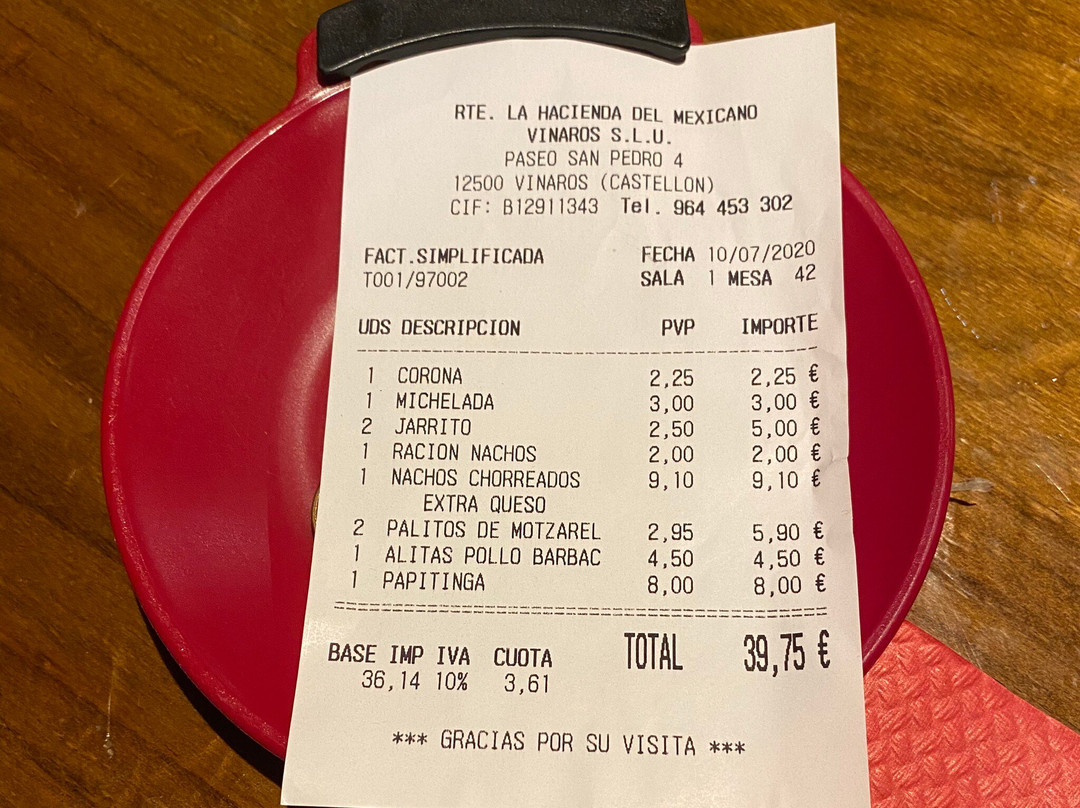 RTE. LA HACIENDA DEL MEXICANO
VINAROS S.L.U.
PASEO SAN PEDRO 4
12500 VINAROS (CASTELLON)
CIF: B12911343 Tel. 964 453 302
FACT.SIMPLIFICADA FECHA 10/07/2020
T001/97002 SALA 1 MESA 42
UDS DESCRIPCION PVP IMPORTE
1 CORONA 2,25 2,25 €
1 MICHELADA 3,00 3,00 €
2 JARRITO 2,50 5,00 €
1 RACION NACHOS 2,00 2,00 €
1 NACHOS CHORREADOS 9,10 9,10 €
EXTRA QUESO
2 PALITOS DE MOTZAREL 2,95 5,90 €
1 ALITAS POLLO BARBAC 4,50 4,50 €
1 PAPITINGA 8,00 8,00 €
TOTAL 39,75 €
BASE IMP IVA CUOTA
36,14 10% 3,61
*** GRACIAS POR SU VISITA ***